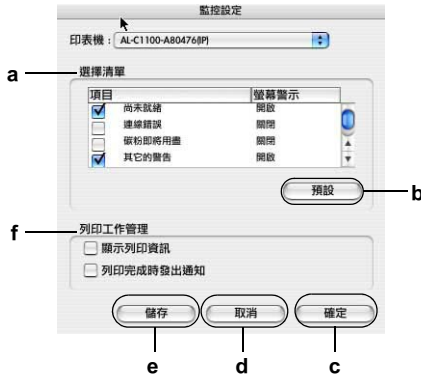 監控設定
印表機：AL-C1100-A80476(IP)
a 選擇清單
項目 螢幕警示
尚未就緒 開啟
連線錯誤 關閉
碳粉即將用盡 關閉
其它的警告 開啟
預設 b
f 列印工作管理
顯示列印資訊
列印完成時發出通知
儲存 取消 確定
e d c